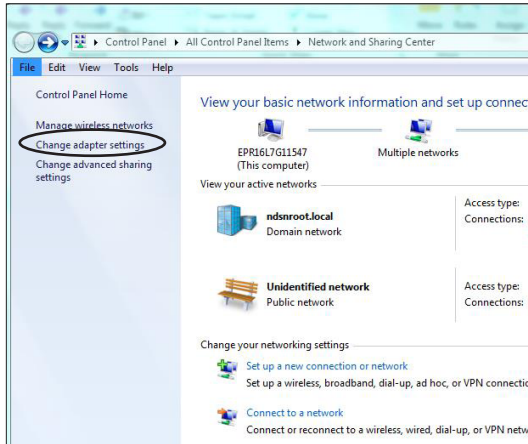 Control Panel ▸ All Control Panel Items ▸ Network and Sharing Center
File Edit View Tools Help
Control Panel Home
Manage wireless networks
Change adapter settings
Change advanced sharing
settings
View your basic network information and set up connec
EPR16L7G11547
(This computer)
Multiple networks
View your active networks
ndsnroot.local
Domain network
Access type:
Connections:
Unidentified network
Public network
Access type:
Connections:
Change your networking settings
Set up a new connection or network
Set up a wireless, broadband, dial-up, ad hoc, or VPN connectio
Connect to a network
Connect or reconnect to a wireless, wired, dial-up, or VPN netw